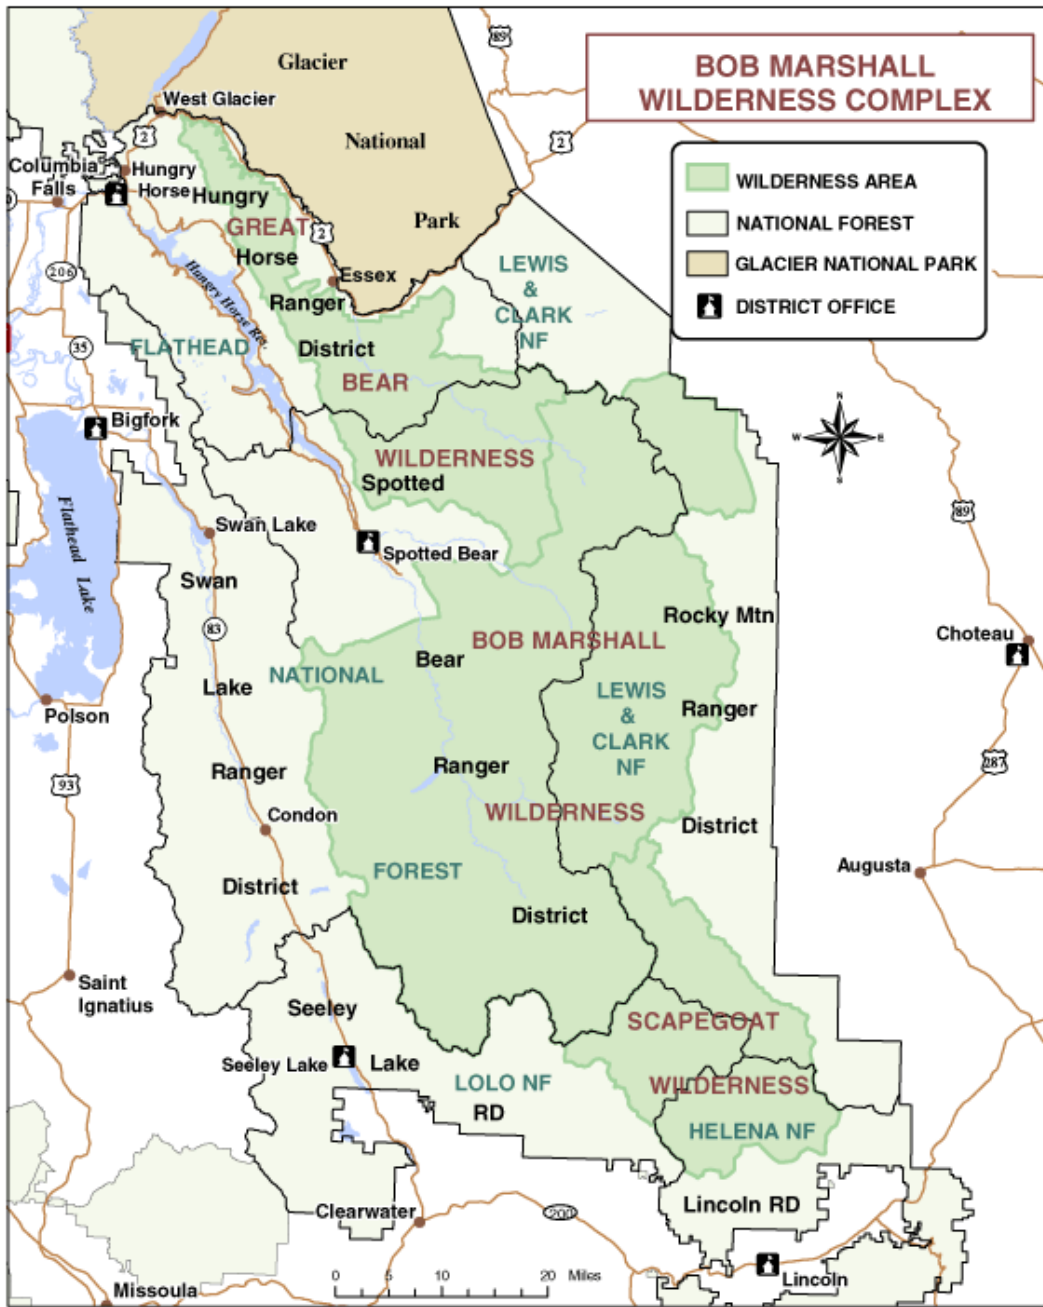 BOB MARSHALL
WILDERNESS COMPLEX
WILDERNESS AREA
NATIONAL FOREST
GLACIER NATIONAL PARK
DISTRICT OFFICE
Glacier
National
Park
West Glacier
89
2
2
2
Columbia
Falls
Hungry
Horse
Hungry
GREAT
Horse
Essex
Ranger
District
206
Hungry Horse Res.
LEWIS
&
CLARK
NF
FLATHEAD
35
BEAR
Bigfork
WILDERNESS
Spotted
N
W
E
S
Flathead Lake
Swan Lake
Spotted Bear
89
Swan
Rocky Mtn
83
BOB MARSHALL
Choteau
Bear
NATIONAL
Lake
LEWIS
&
CLARK
NF
Ranger
Polson
Ranger
Ranger
93
287
Condon
WILDERNESS
District
FOREST
Augusta
District
District
Saint
Ignatius
Seeley
SCAPEGOAT
Seeley Lake
Lake
LOLO NF
RD
WILDERNESS
HELENA NF
Clearwater
200
Lincoln RD
Lincoln
Missoula
0 5 10 20 Miles